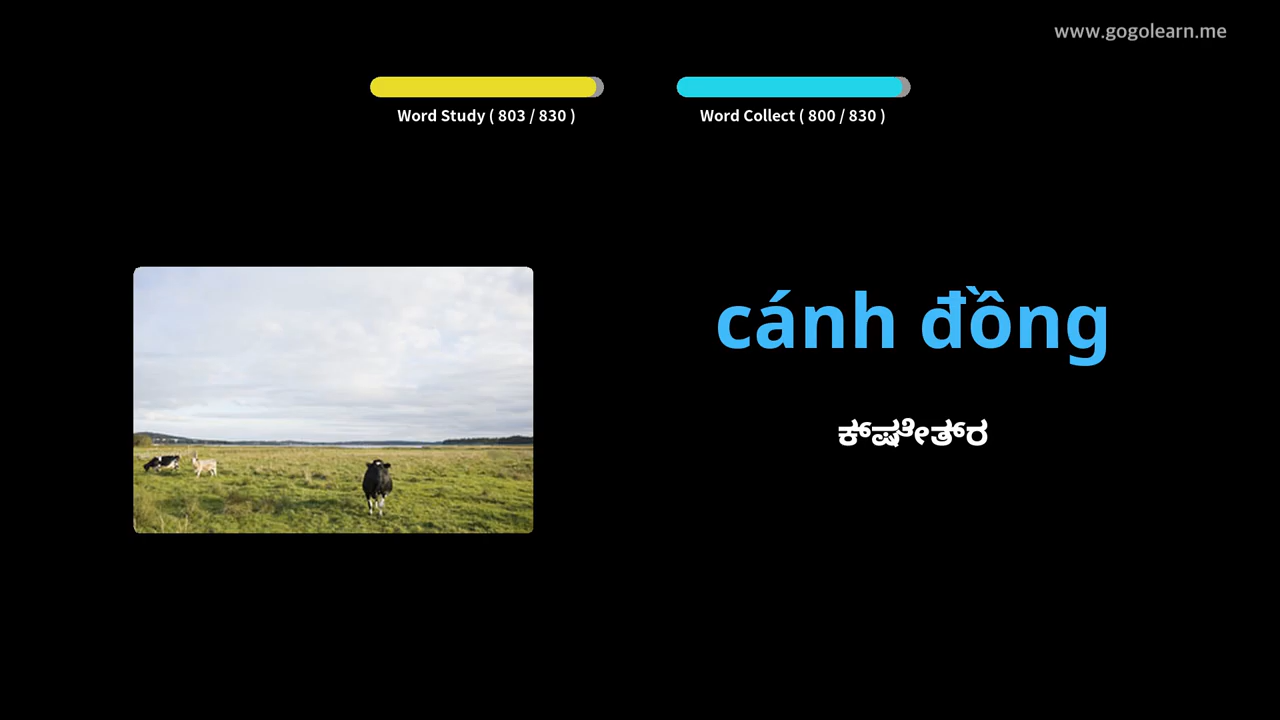 www.gogolearn.me
Word Study ( 803 / 830 )
Word Collect ( 800 / 830 )
cánh đồng
ಕ್ಷೇತ್ರ